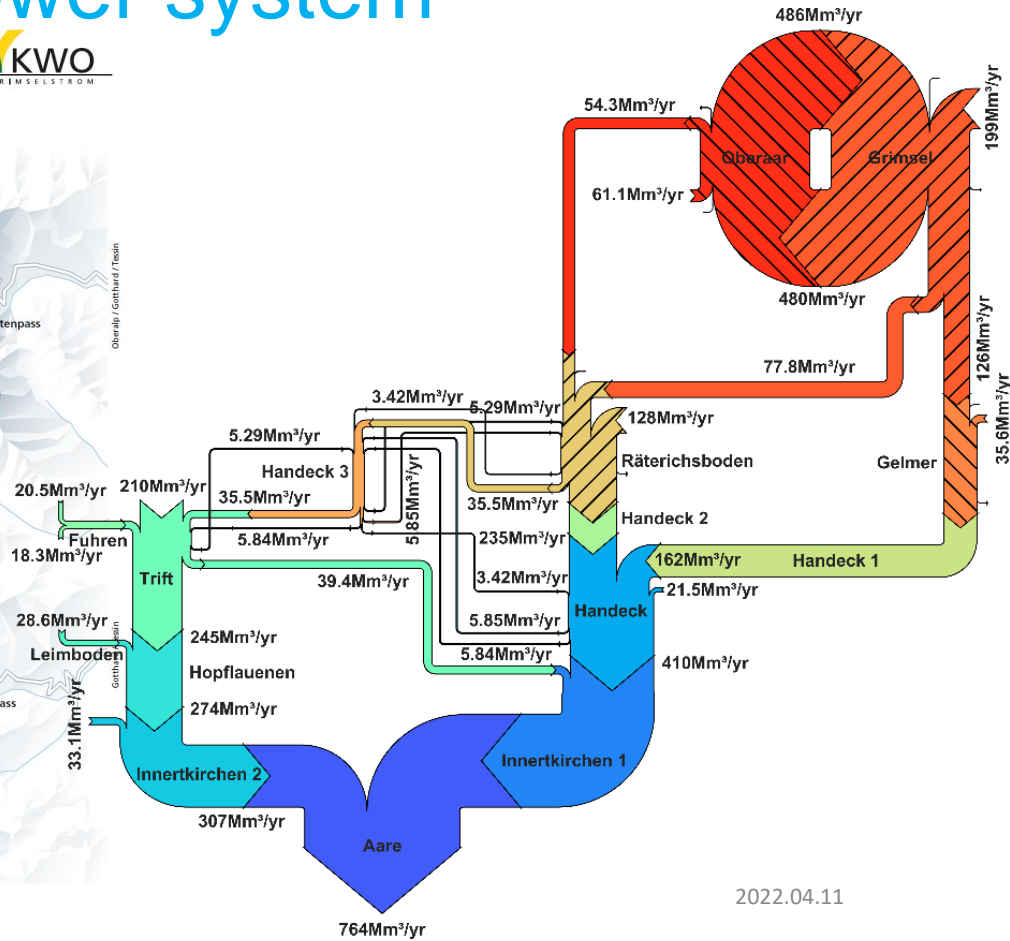 ower system
KWO
R I M S E L S T R O M
486Mm³/yr
54.3Mm³/yr
199Mm³/yr
Oberaar
Grimsel
61.1Mm³/yr
Oberalp / Gotthard / Tessin
480Mm³/yr
tenpass
126Mm³/yr
77.8Mm³/yr
3.42Mm³/yr
5.29Mm³/yr
128Mm³/yr
35.6Mm³/yr
5.29Mm³/yr
Handeck 3
Räterichsboden
Gelmer
5.85Mm³/yr
20.5Mm³/yr
210Mm³/yr
35.5Mm³/yr
35.5Mm³/yr
Handeck 2
Fuhren
5.84Mm³/yr
235Mm³/yr
18.3Mm³/yr
162Mm³/yr
Handeck 1
Trift
39.4Mm³/yr
3.42Mm³/yr
21.5Mm³/yr
28.6Mm³/yr
5.85Mm³/yr
Handeck
245Mm³/yr
Leimboden
5.84Mm³/yr
410Mm³/yr
Hopflauenen
ass
274Mm³/yr
33.1Mm³/yr
Innertkirchen 2
Innertkirchen 1
307Mm³/yr
Aare
2022.04.11
764Mm³/yr